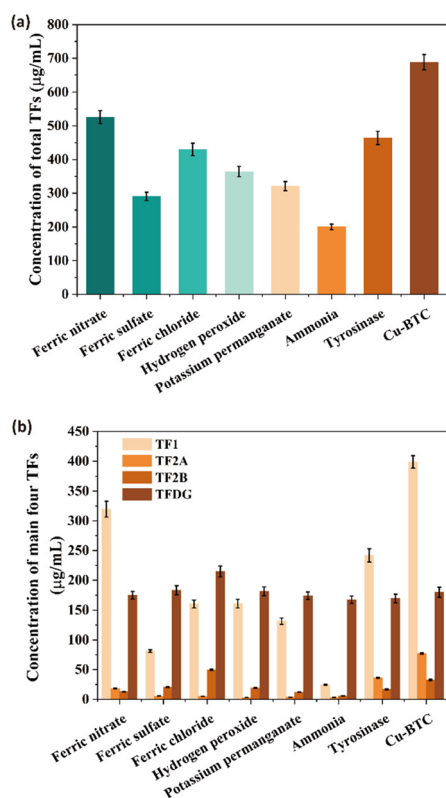 (a)
Concentration of total TFs (μg/mL)
800
700
600
500
400
300
200
100
0
Ferric nitrate
Ferric sulfate
Ferric chloride
Hydrogen peroxide
Potassium permanganate
Ammonia
Tyrosinase
Cu-BTC
(b)
Concentration of main four TFs
(μg/mL)
450
400
350
300
250
200
150
100
50
0
TF1
TF2A
TF2B
TFDG
Ferric nitrate
Ferric sulfate
Ferric chloride
Hydrogen peroxide
Potassium permanganate
Ammonia
Tyrosinase
Cu-BTC